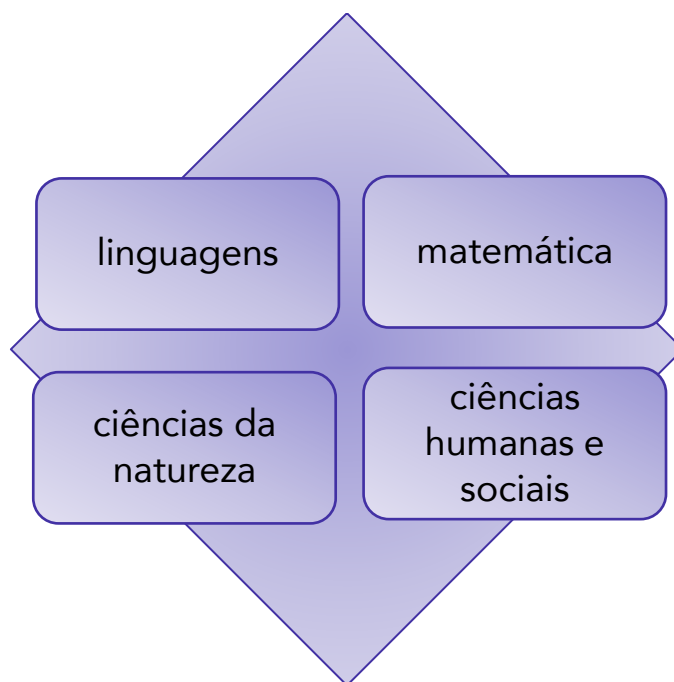 linguagens
matemática
ciências da
natureza
ciências
humanas e
sociais